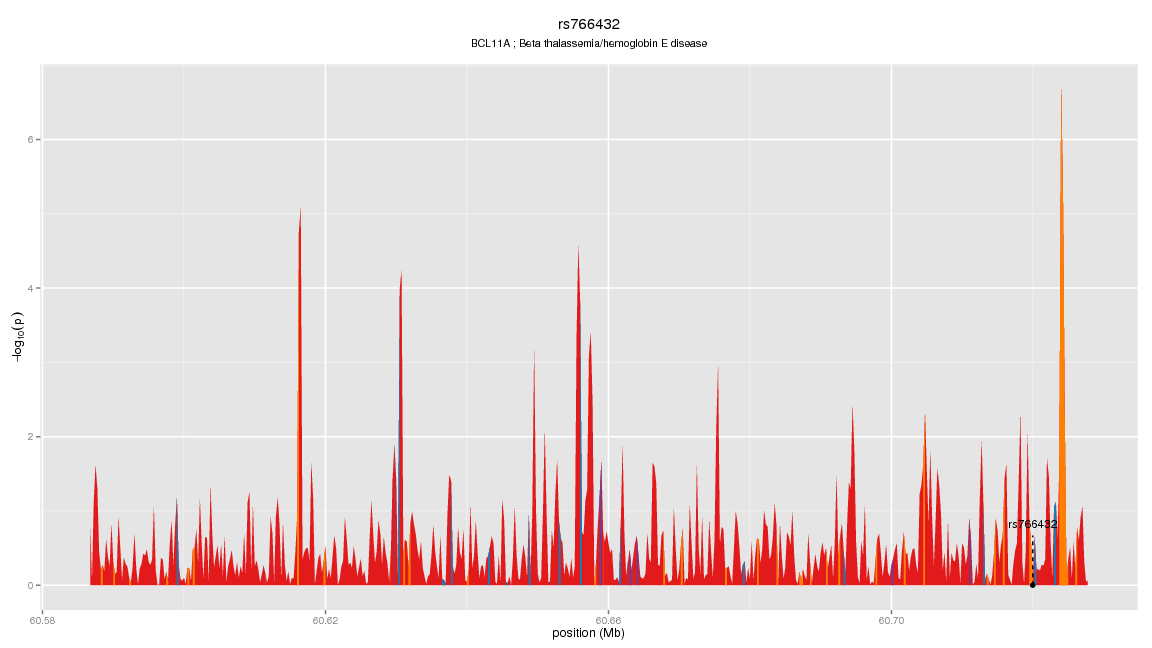 rs766432
BCL11A ; Beta thalassemia/hemoglobin E disease
6
4
2
0
−log₁₀(p)
rs766432
60.58
60.62
60.66
60.70
position (Mb)